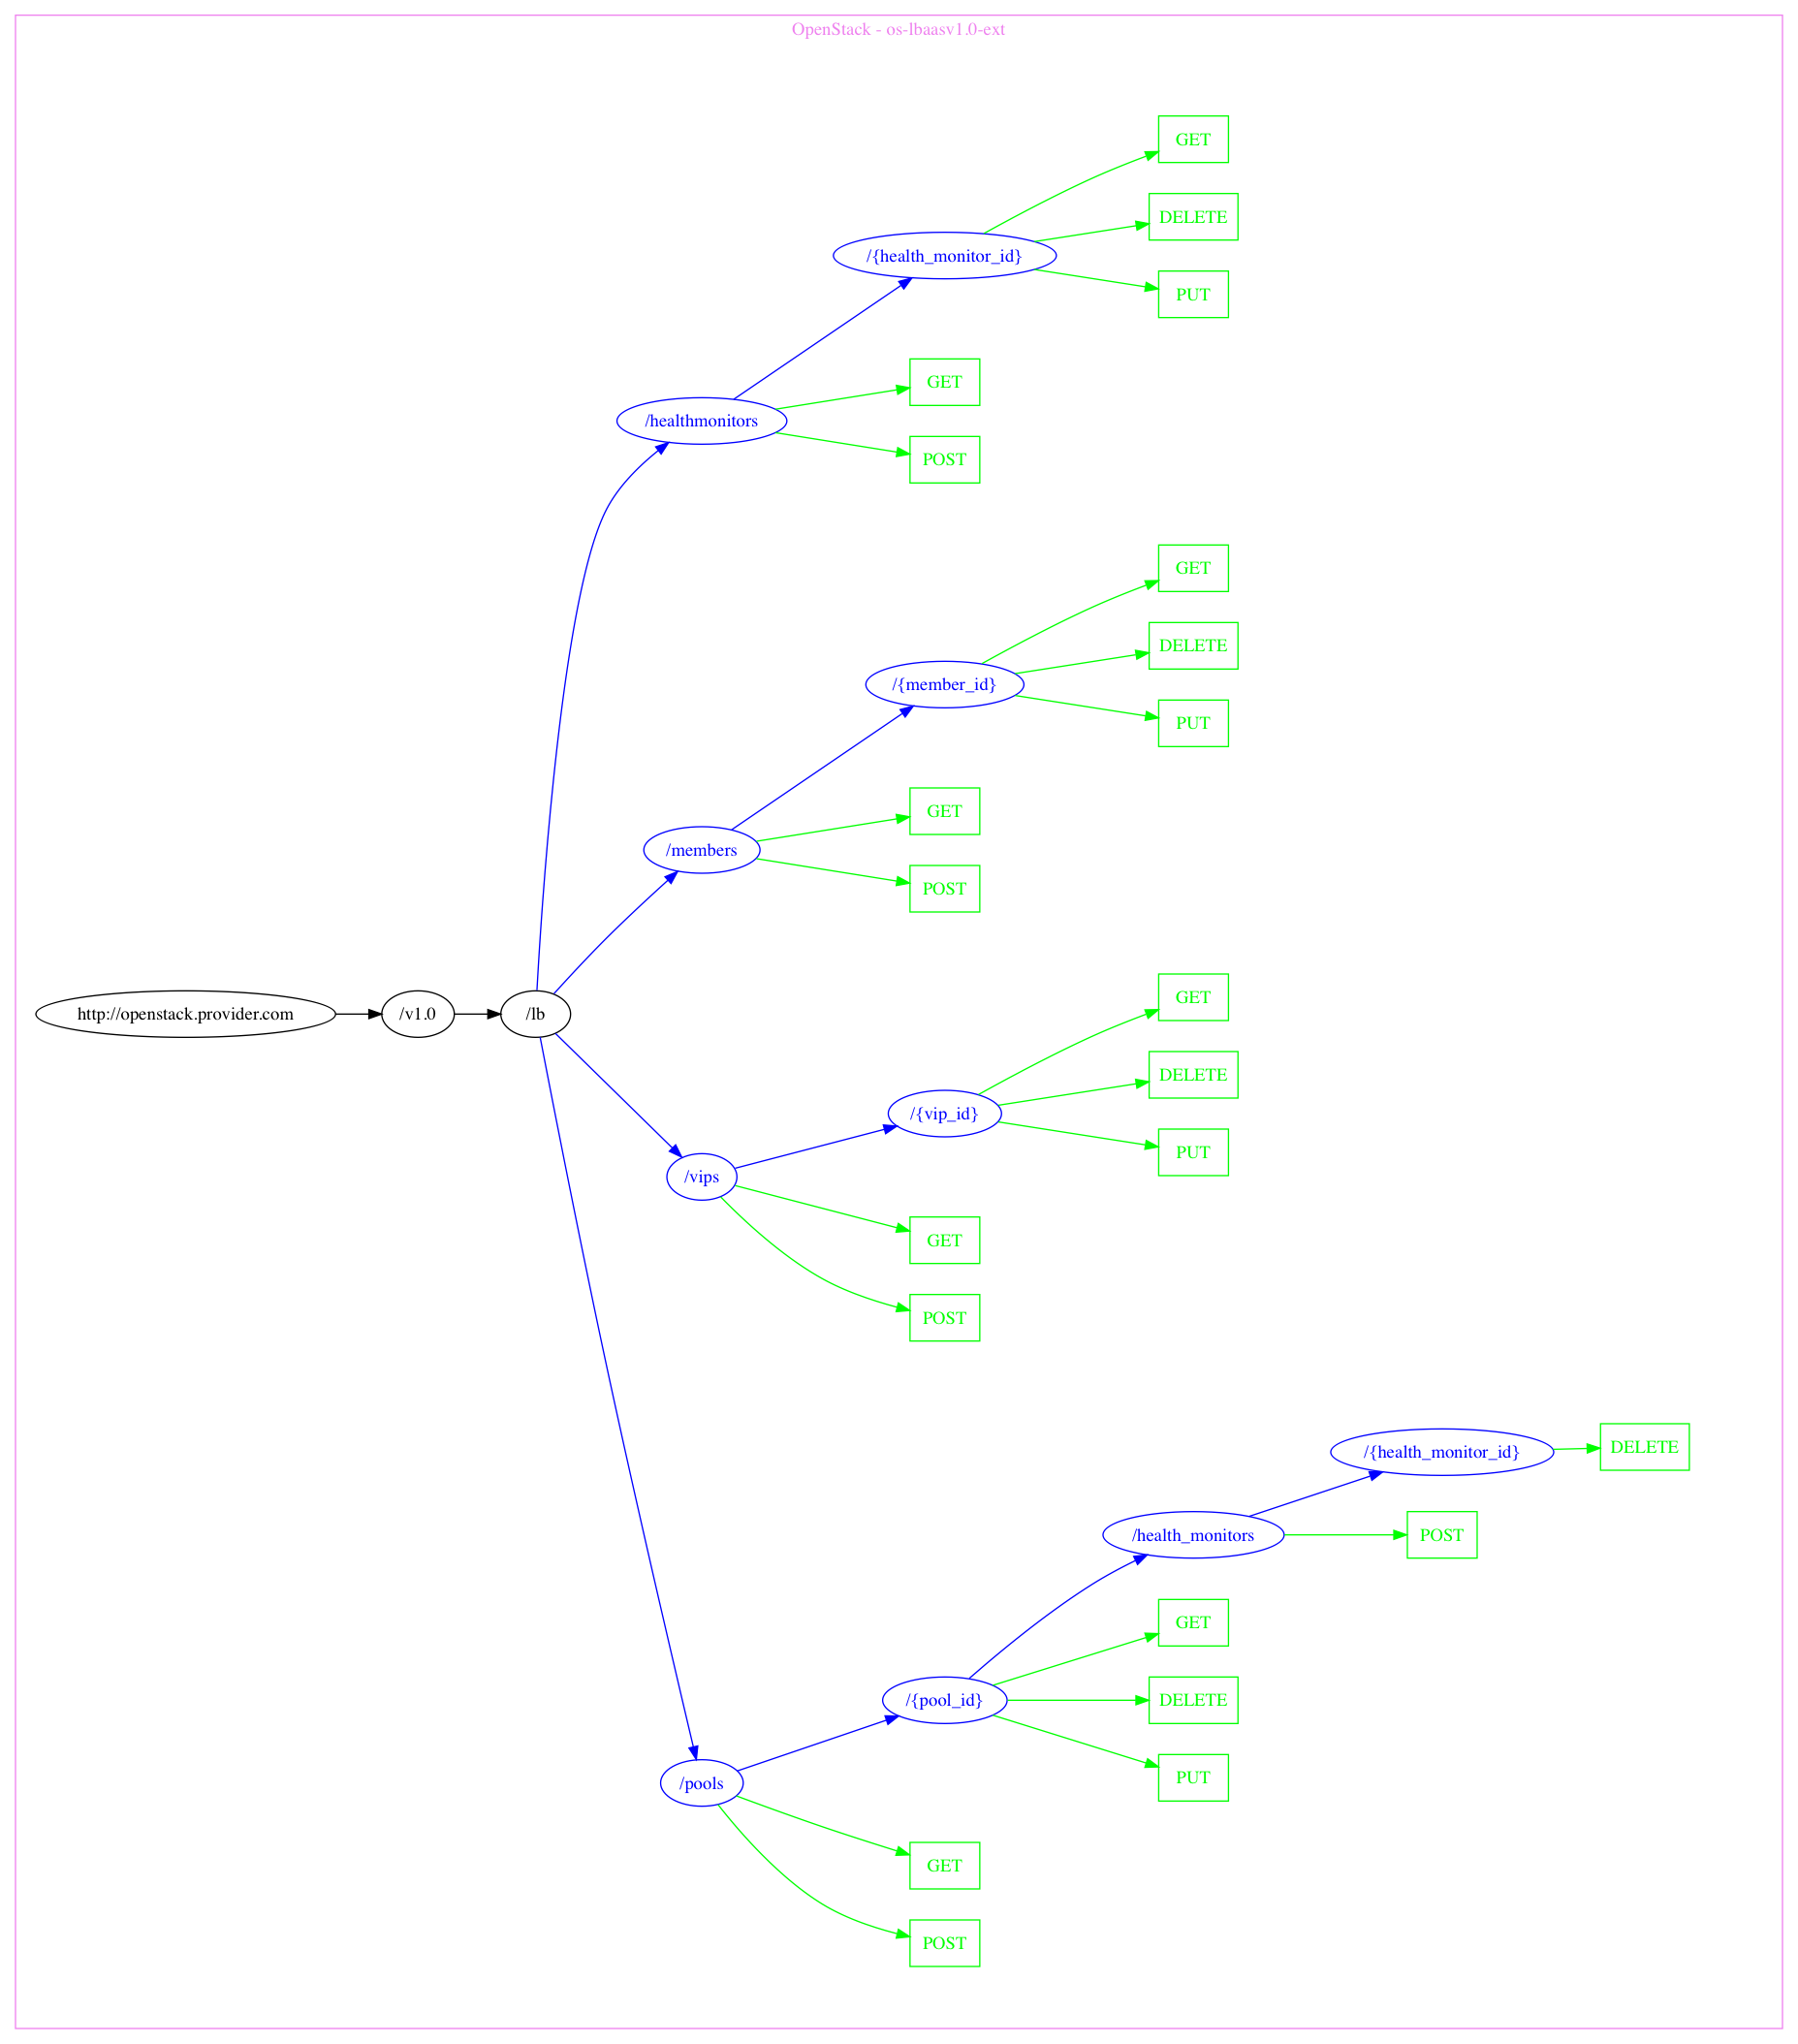 OpenStack - os-lbaasv1.0-ext
GET
DELETE
/{health_monitor_id}
PUT
GET
/healthmonitors
POST
GET
DELETE
/{member_id}
PUT
GET
/members
POST
GET
http://openstack.provider.com
/v1.0
/lb
DELETE
/{vip_id}
PUT
/vips
GET
POST
/{health_monitor_id}
DELETE
/health_monitors
POST
GET
/{pool_id}
DELETE
PUT
/pools
GET
POST